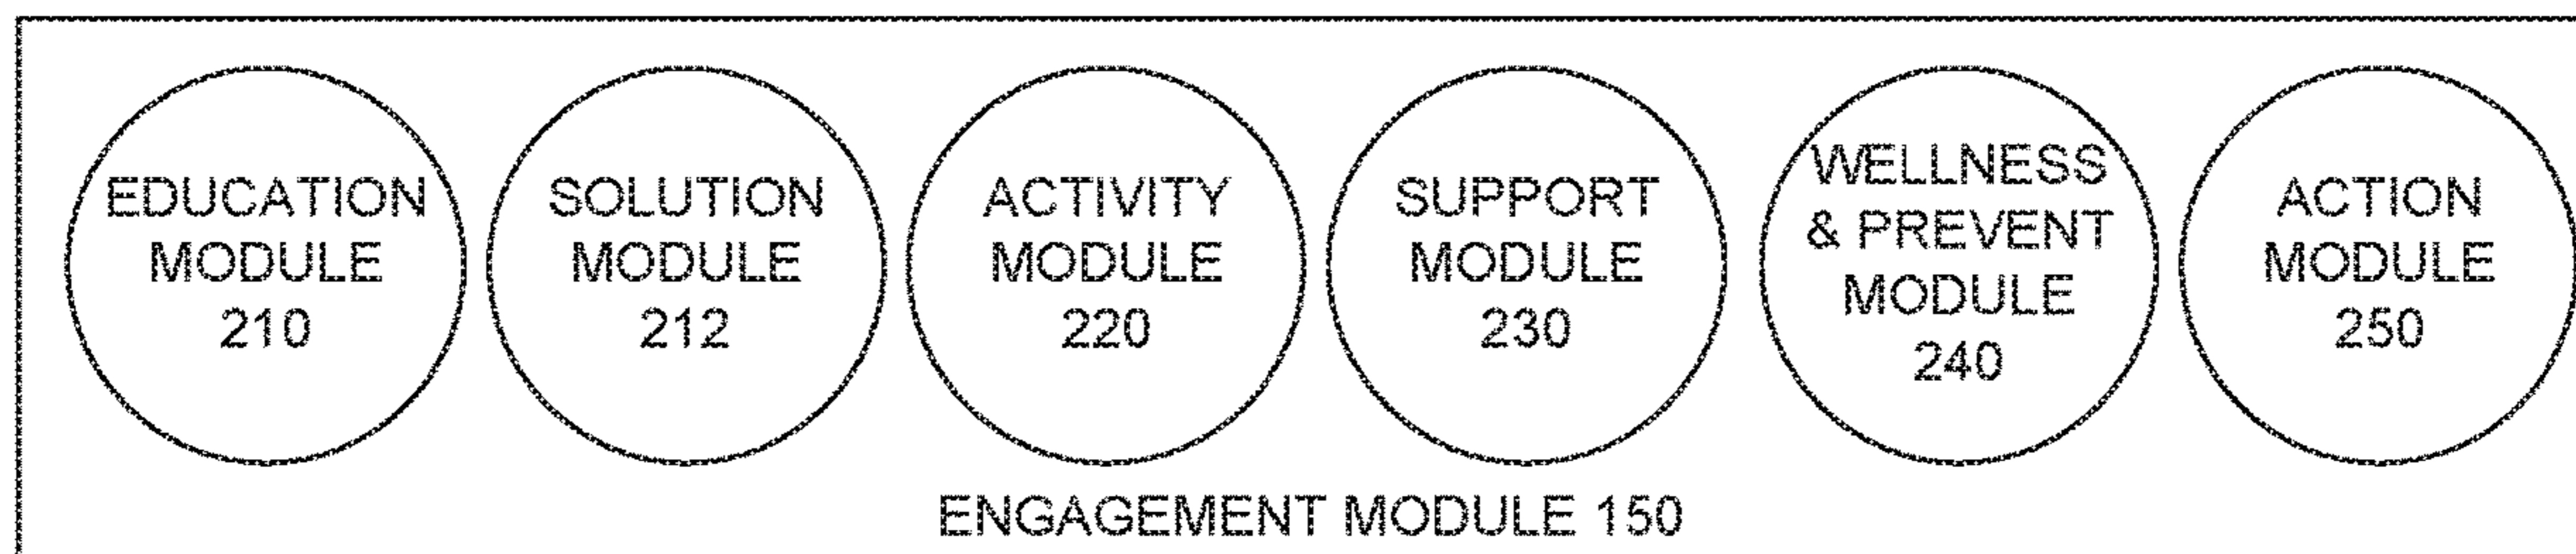 EDUCATION
MODULE
210
SOLUTION
MODULE
212
ACTIVITY
MODULE
220
SUPPORT
MODULE
230
WELLNESS
& PREVENT
MODULE
240
ACTION
MODULE
250
ENGAGEMENT MODULE 150